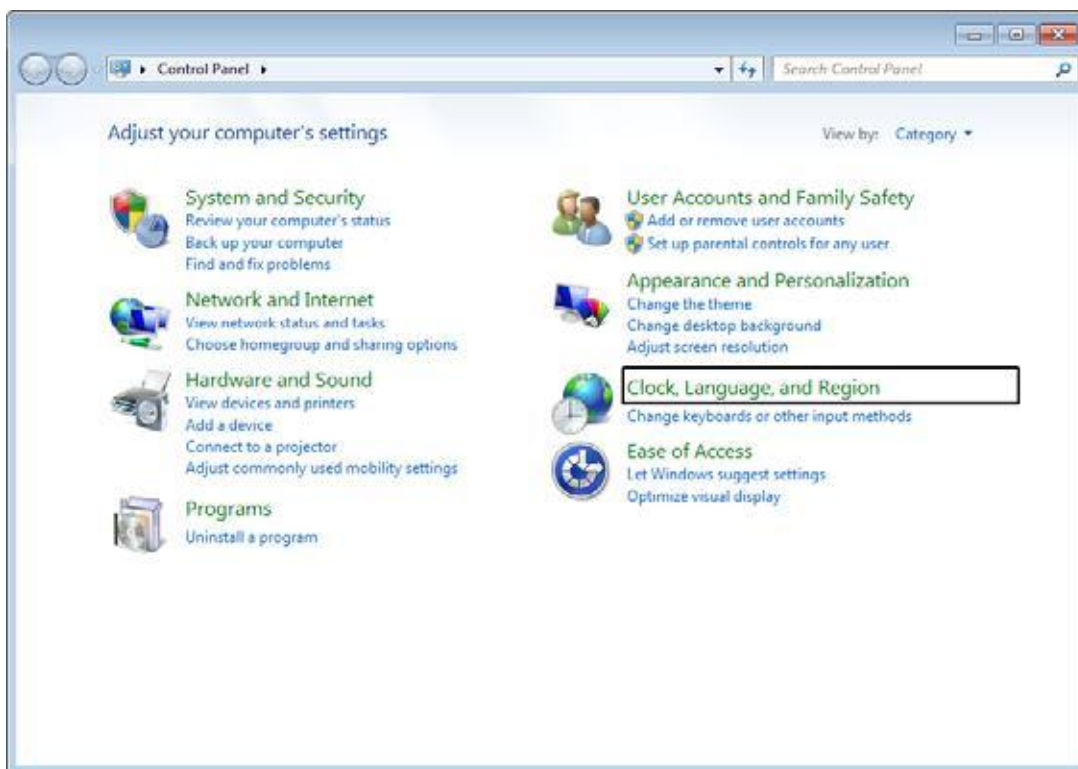 Control Panel
Search Control Panel
Adjust your computer's settings
View by: Category
System and Security
Review your computer's status
Back up your computer
Find and fix problems
Network and Internet
View network status and tasks
Choose homegroup and sharing options
Hardware and Sound
View devices and printers
Add a device
Connect to a projector
Adjust commonly used mobility settings
Programs
Uninstall a program
User Accounts and Family Safety
Add or remove user accounts
Set up parental controls for any user
Appearance and Personalization
Change the theme
Change desktop background
Adjust screen resolution
Clock, Language, and Region
Change keyboards or other input methods
Ease of Access
Let Windows suggest settings
Optimize visual display